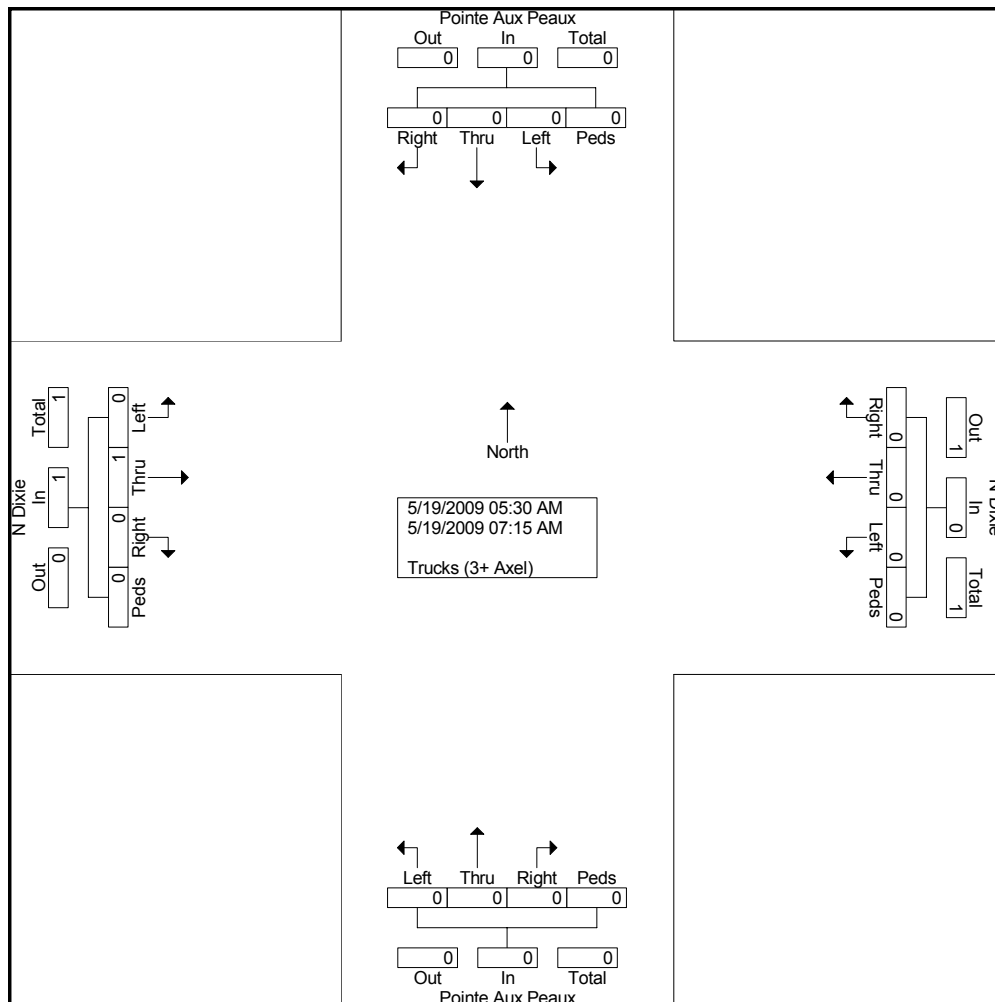 Pointe Aux Peaux
Out In Total
0 0 0
0 0 0 0
Right Thru Left Peds
N Dixie
Total In Out
1 1 0
0 1 0 0
Left Thru Right Peds
North
5/19/2009 05:30 AM
5/19/2009 07:15 AM
Trucks (3+ Axel)
Right Thru Left Peds
0 0 0 0
Out In Total
1 0 1
N Dixie
Left Thru Right Peds
0 0 0 0
0 0 0
Out In Total
Pointe Aux Peaux